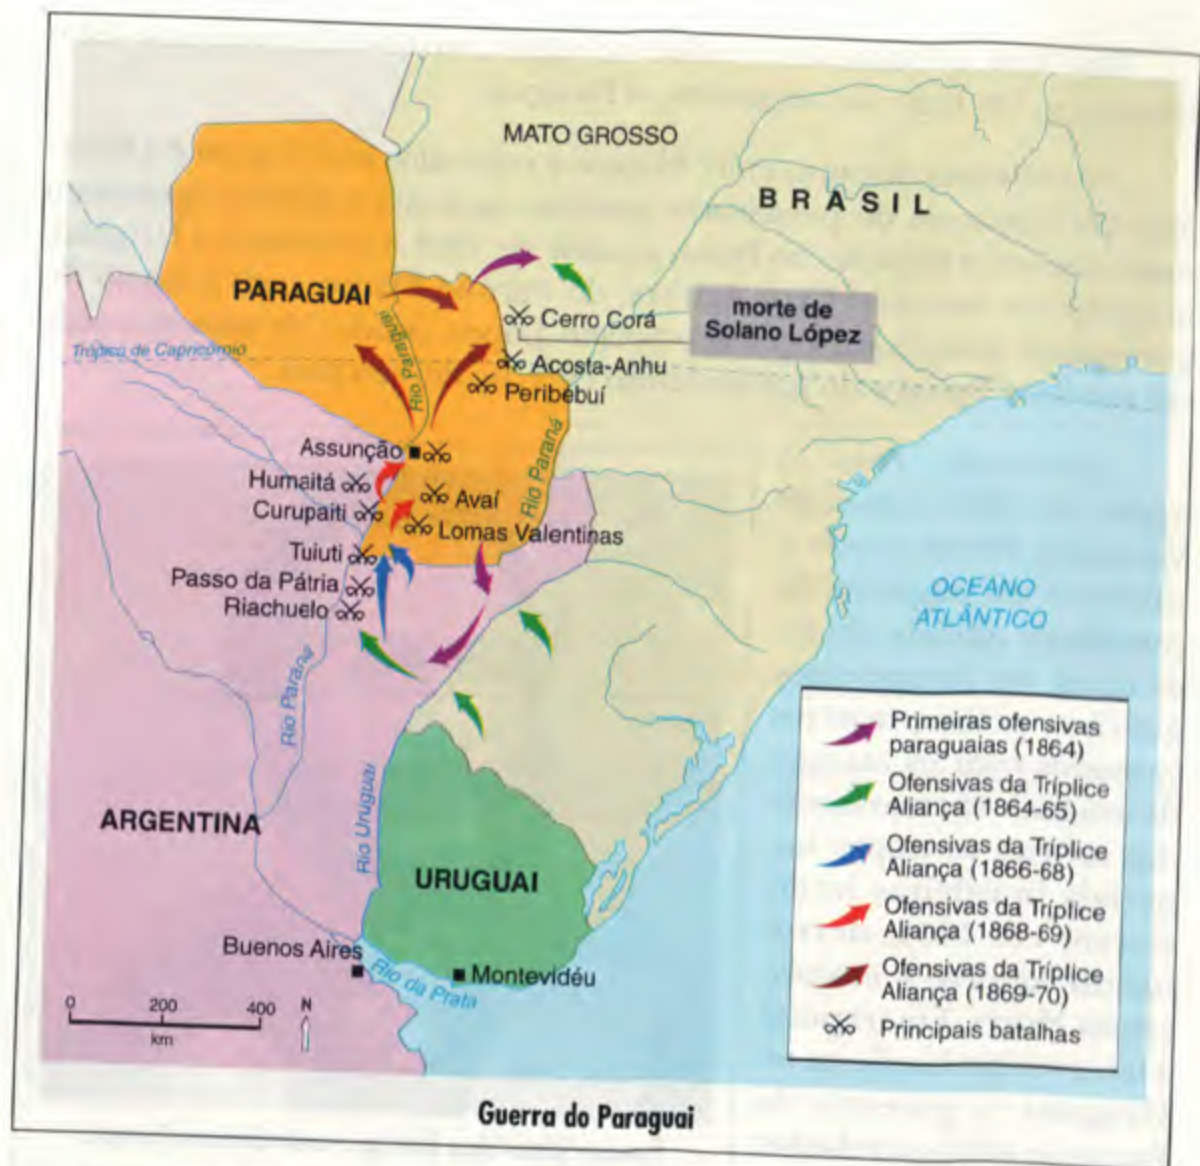 MATO GROSSO
BRASIL
PARAGUAI
Rio Paraguai
morte de
Solano López
Cerro Corá
Trópico de Capricórnio
Acosta-Anhu
Peribebuí
Assunção
Rio Paraná
Humaitá
Avaí
Curupaiti
Lomas Valentinas
Tuiuti
Passo da Pátria
Riachuelo
OCEANO
ATLÂNTICO
Rio Paraná
Rio Uruguai
ARGENTINA
URUGUAI
Buenos Aires
Rio da Prata
Montevidéu
0 200 400
km
N
Primeiras ofensivas
paraguaias (1864)
Ofensivas da Tríplice
Aliança (1864-65)
Ofensivas da Tríplice
Aliança (1866-68)
Ofensivas da Tríplice
Aliança (1868-69)
Ofensivas da Tríplice
Aliança (1869-70)
Principais batalhas
Guerra do Paraguai